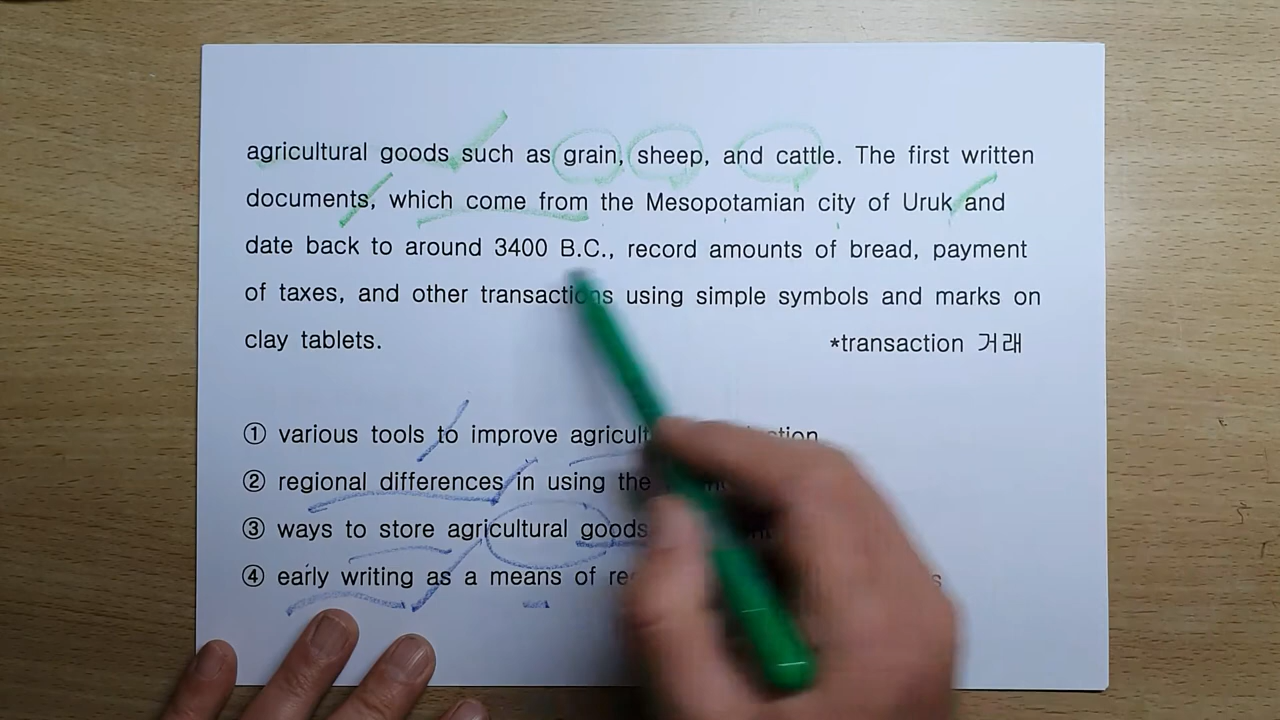 agricultural goods such as grain, sheep, and cattle. The first written
documents, which come from the Mesopotamian city of Uruk and
date back to around 3400 B.C., record amounts of bread, payment
of taxes, and other transactions using simple symbols and marks on
clay tablets. *transaction 거래
① various tools to improve
② regional differences in using the
③ ways to store agricultural goods
④ early writing as a means of